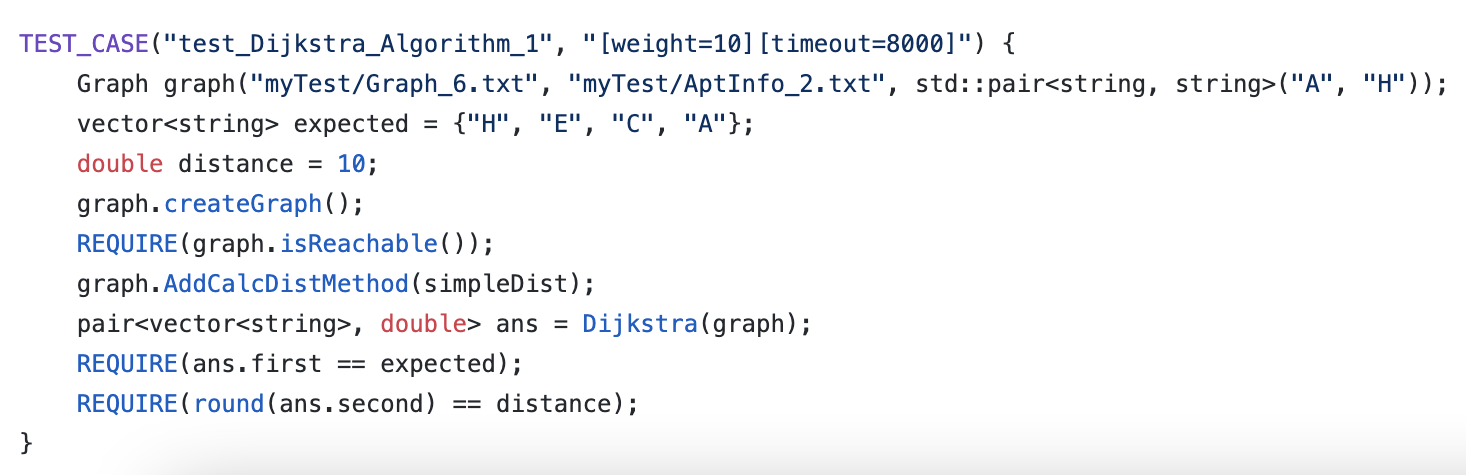 TEST_CASE("test_Dijkstra_Algorithm_1", "[weight=10][timeout=8000]") {
    Graph graph("myTest/Graph_6.txt", "myTest/AptInfo_2.txt", std::pair<string, string>("A", "H"));
    vector<string> expected = {"H", "E", "C", "A"};
    double distance = 10;
    graph.createGraph();
    REQUIRE(graph.isReachable());
    graph.AddCalcDistMethod(simpleDist);
    pair<vector<string>, double> ans = Dijkstra(graph);
    REQUIRE(ans.first == expected);
    REQUIRE(round(ans.second) == distance);
}